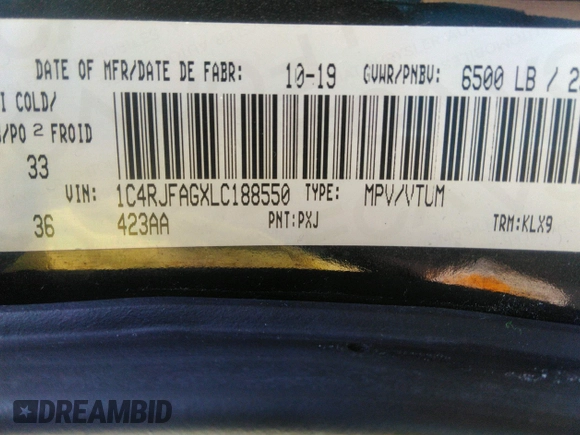 DATE OF MFR/DATE DE FABR: 10-19 GVWR/PNBV: 6500 LB / 2
I COLD/
/PO 2 FROID
33
VIN: 1C4RJFAGXLC188550 TYPE: MPV/VTUM
36 423AA PNT:PXJ TRM:KLX9
DREAMBID